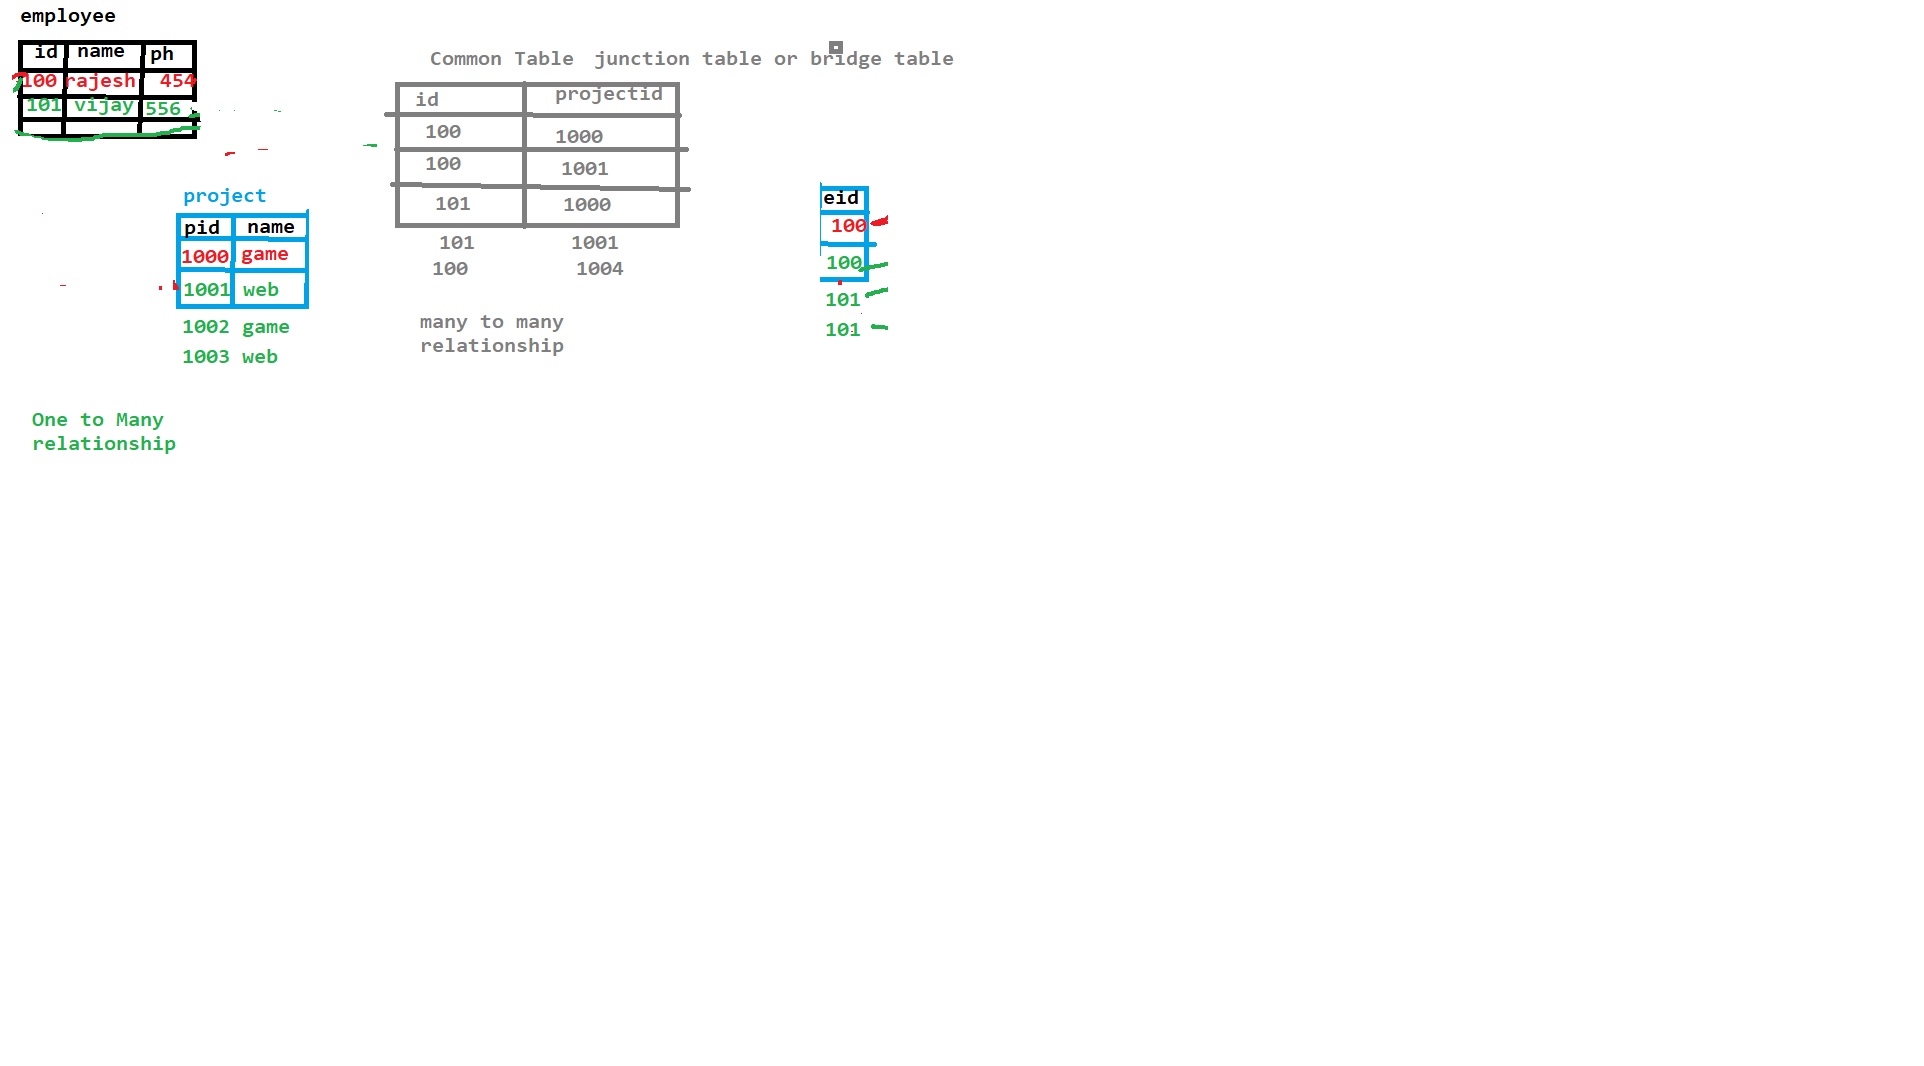 employee
id name ph
100 rajesh 454
101 vijay 556
Common Table junction table or bridge table
id projectid
100 1000
100 1001
101 1000
101 1001
100 1004
many to many
relationship
project
pid name
1000 game
1001 web
1002 game
1003 web
eid
100
100
101
101
One to Many
relationship